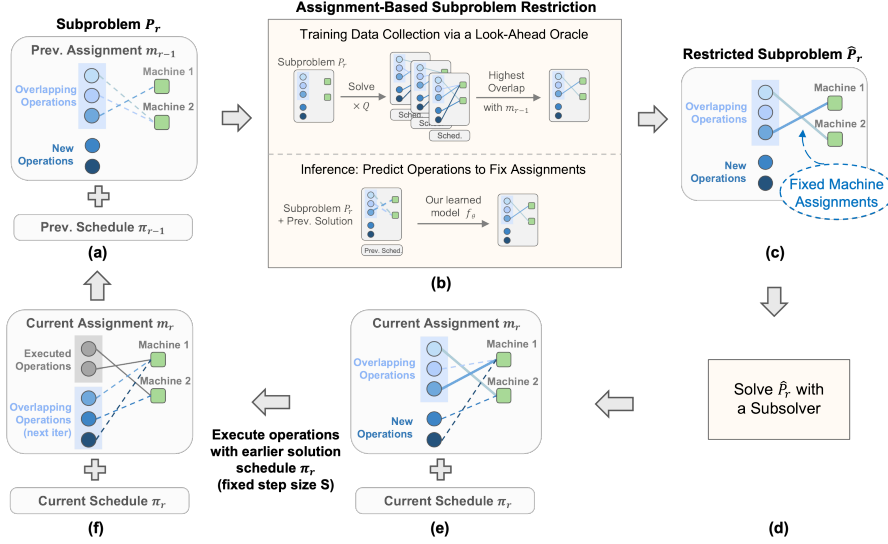 Subproblem P_r
Prev. Assignment m_{r-1}
Overlapping
Operations
Machine 1
Machine 2
New
Operations
Prev. Schedule π_{r-1}
(a)
Assignment-Based Subproblem Restriction
Training Data Collection via a Look-Ahead Oracle
Subproblem P_r
Solve
× Q
Sched.
Sched.
Highest
Overlap
with m_{r-1}
Inference: Predict Operations to Fix Assignments
Subproblem P_r
+ Prev. Solution
Prev. Sched.
Our learned
model f_θ
(b)
Restricted Subproblem P̂_r
Overlapping
Operations
Machine 1
Machine 2
New
Operations
Fixed Machine
Assignments
(c)
Solve P̂_r with
a Subsolver
(d)
Current Assignment m_r
Overlapping
Operations
Machine 1
Machine 2
New
Operations
Current Schedule π_r
(e)
Execute operations
with earlier solution
schedule π_r
(fixed step size S)
Current Assignment m_r
Executed
Operations
Machine 1
Machine 2
Overlapping
Operations
(next iter)
Current Schedule π_r
(f)